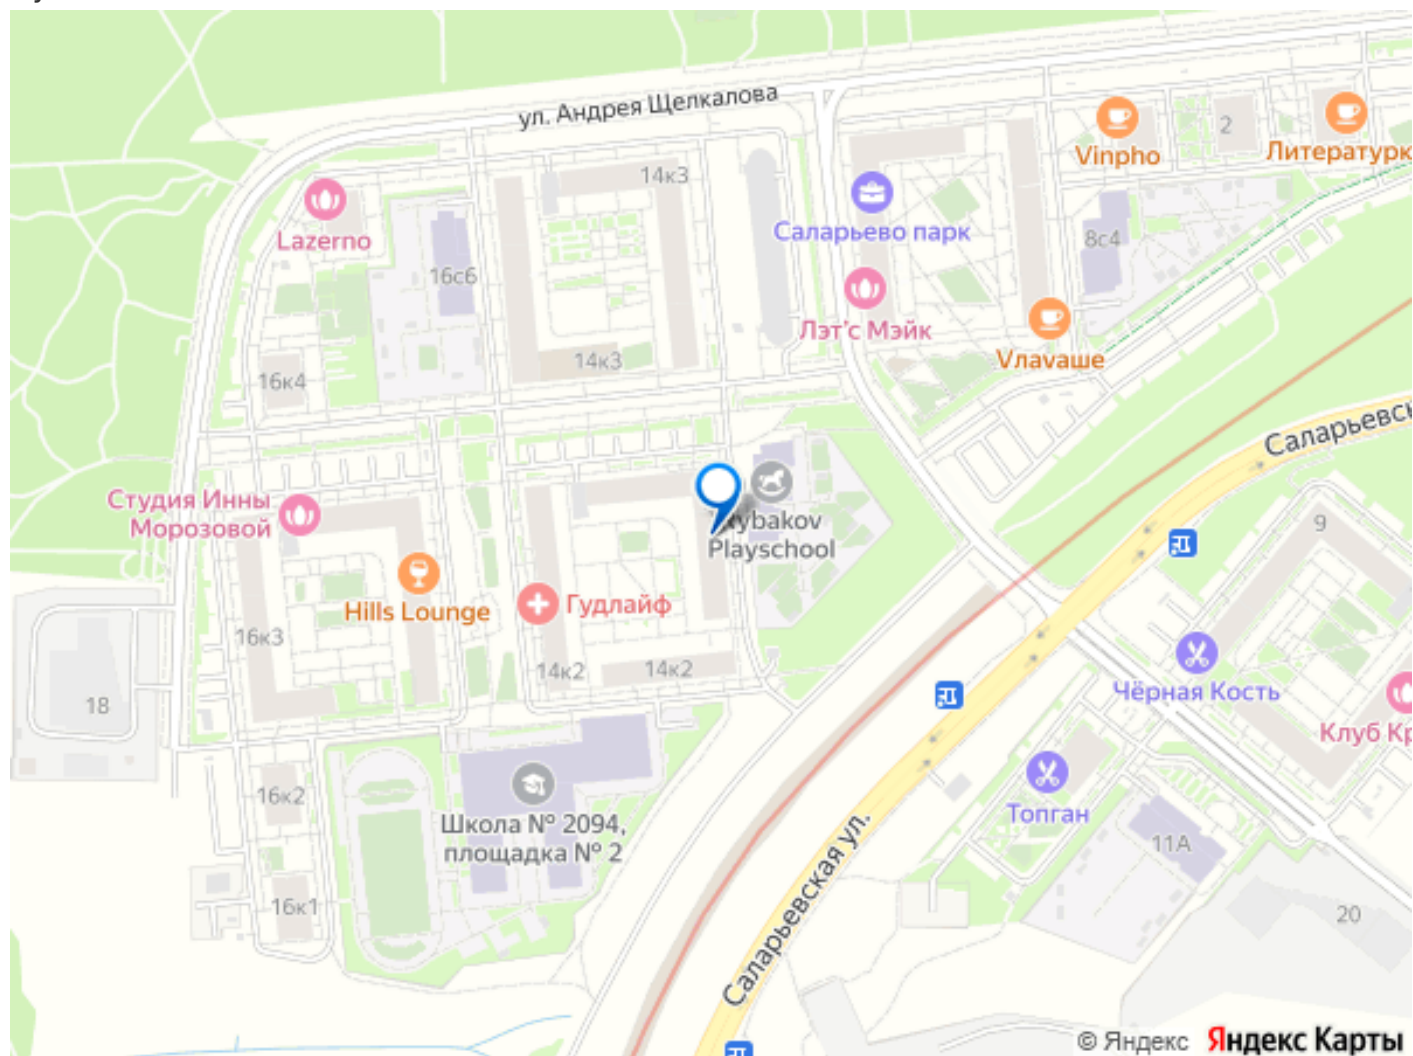 ул. Андрея Щелкалова
Vinpho
2
Литературк
14к3
Lazerno
Саларьево парк
8с4
16с6
Лэт'с Мэйк
Vлаvаше
14к3
16к4
Саларьевск
Студия Инны
Морозовой
Rybakov
Playschool
9
Hills Lounge
Гудлайф
16к3
14к2
14к2
18
Чёрная Кость
Клуб Кр
16к2
Школа № 2094,
площадка № 2
Топган
11А
Саларьевская ул.
16к1
20
© Яндекс Яндекс Карты